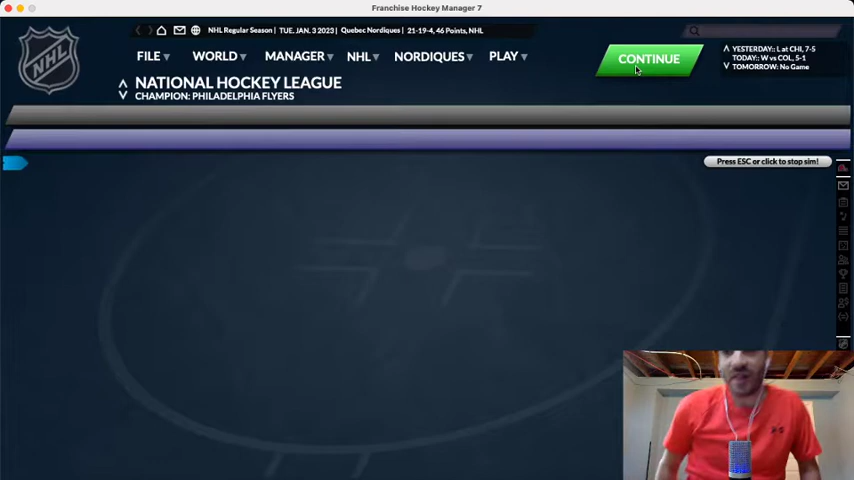 Franchise Hockey Manager 7
NHL Regular Season | TUE. JAN. 3 2023 | Quebec Nordiques | 21-19-4, 46 Points, NHL
NHL
FILE WORLD MANAGER NHL NORDIQUES PLAY
CONTINUE
YESTERDAY: L at CHI, 7-5
TODAY: W vs COL, 5-1
TOMORROW: No Game
NATIONAL HOCKEY LEAGUE
CHAMPION: PHILADELPHIA FLYERS
Press ESC or click to stop sim!